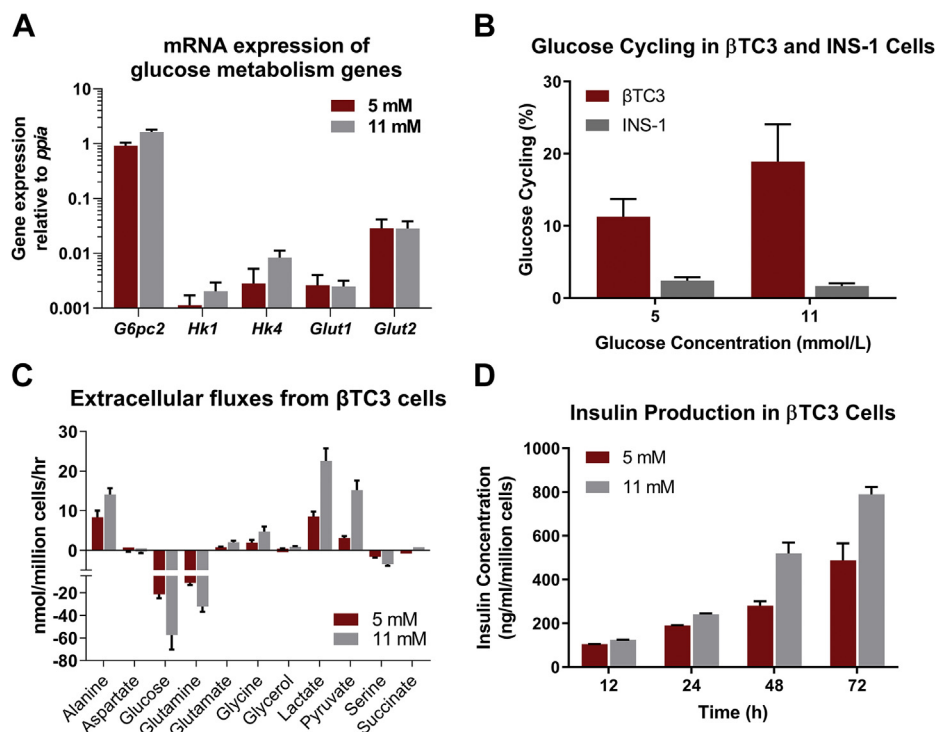 A
mRNA expression of
glucose metabolism genes
Gene expression
relative to ppia
10
1
0.1
0.01
0.001
5 mM
11 mM
G6pc2 Hk1 Hk4 Glut1 Glut2
B
Glucose Cycling in βTC3 and INS-1 Cells
Glucose Cycling (%)
30
20
10
0
βTC3
INS-1
5 11
Glucose Concentration (mmol/L)
C
Extracellular fluxes from βTC3 cells
nmol/million cells/hr
30
20
10
0
-20
-40
-60
-80
5 mM
11 mM
Alanine
Aspartate
Glucose
Glutamine
Glutamate
Glycine
Glycerol
Lactate
Pyruvate
Serine
Succinate
D
Insulin Production in βTC3 Cells
Insulin Concentration
(ng/ml/million cells)
1000
800
600
400
200
0
5 mM
11 mM
12 24 48 72
Time (h)